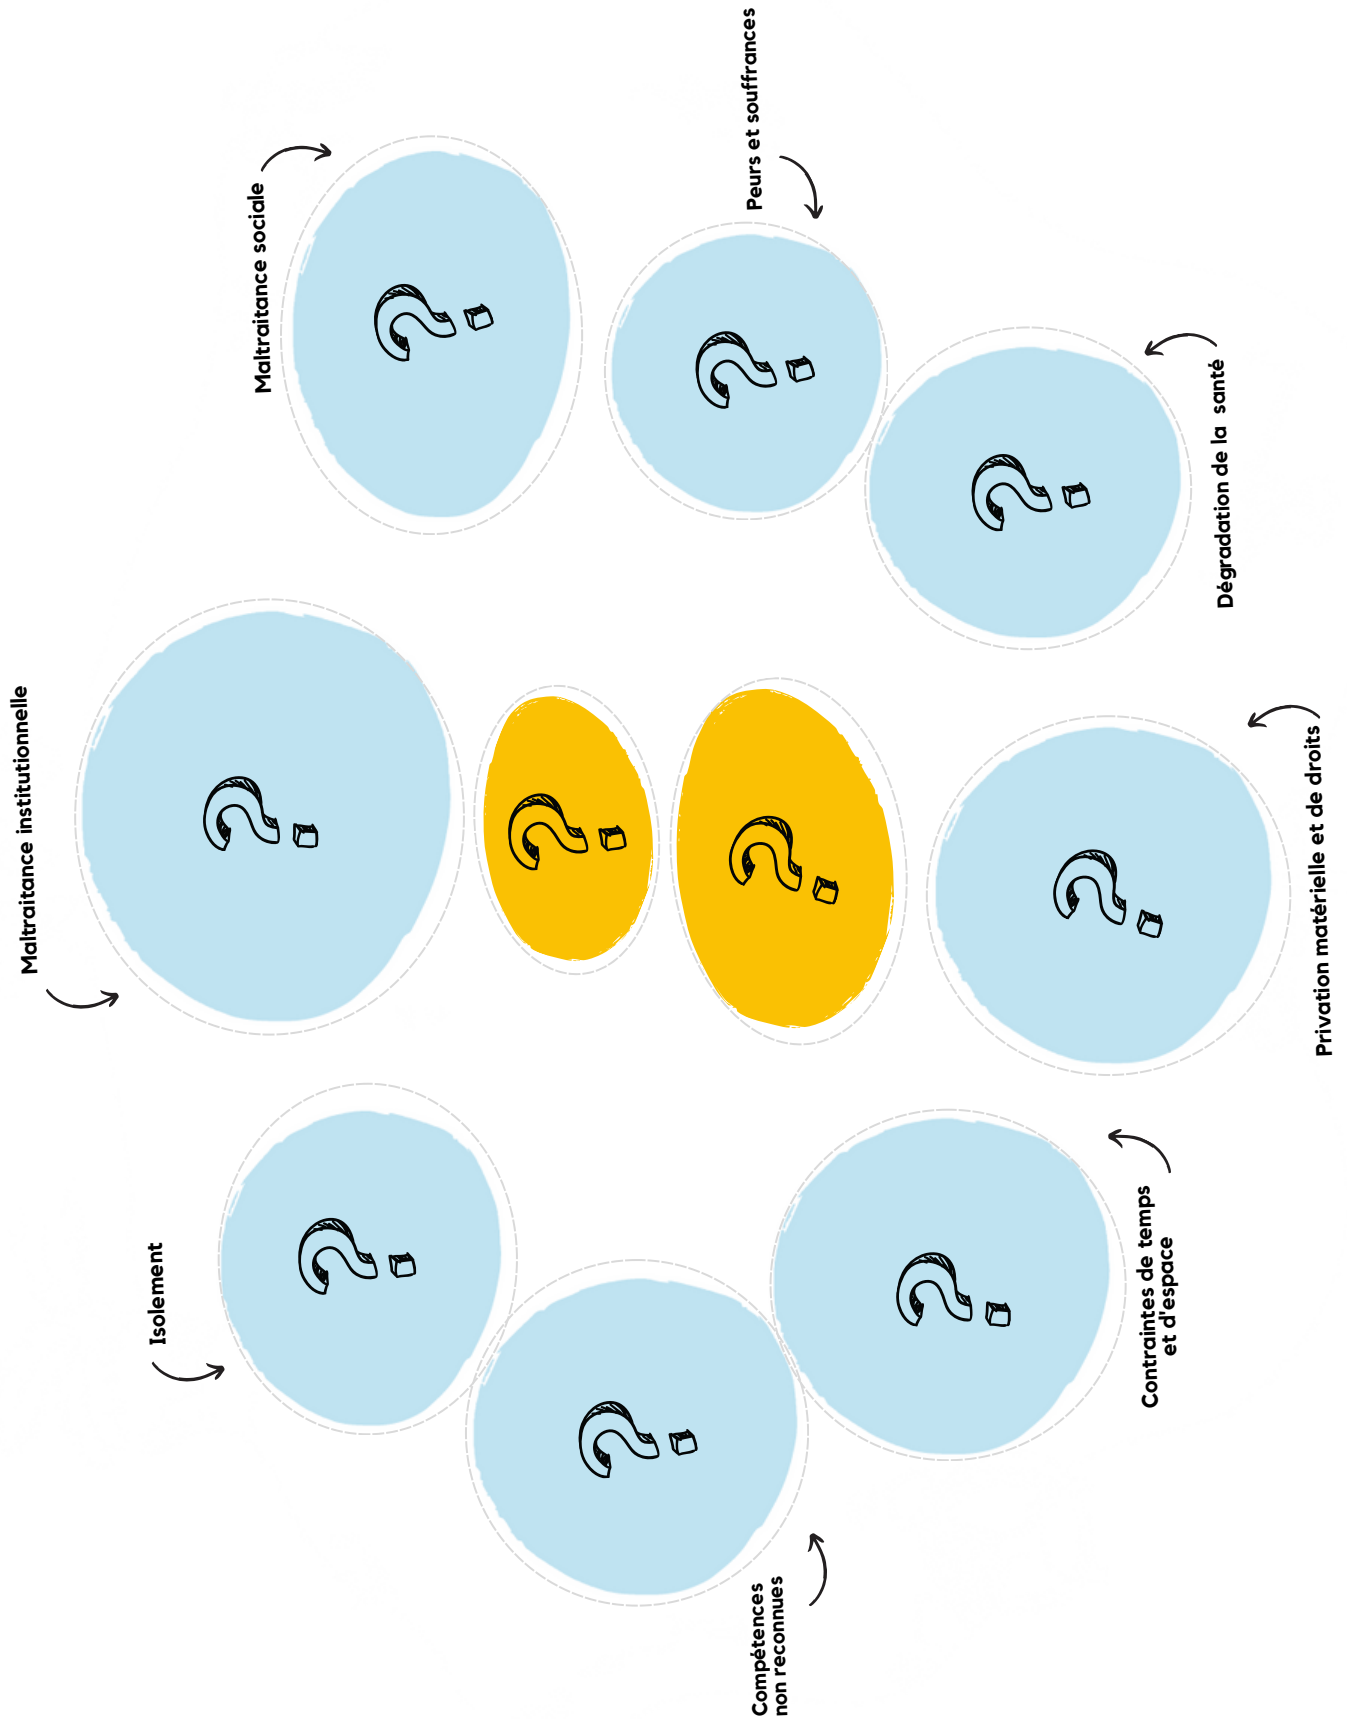 Maltraitance institutionnelle
?
Isolement
?
Maltraitance sociale
?
?
?
Compétences
non reconnues
?
Peurs et souffrances
?
Contraintes de temps
et d'espace
?
Dégradation de la santé
?
Privation matérielle et de droits
?